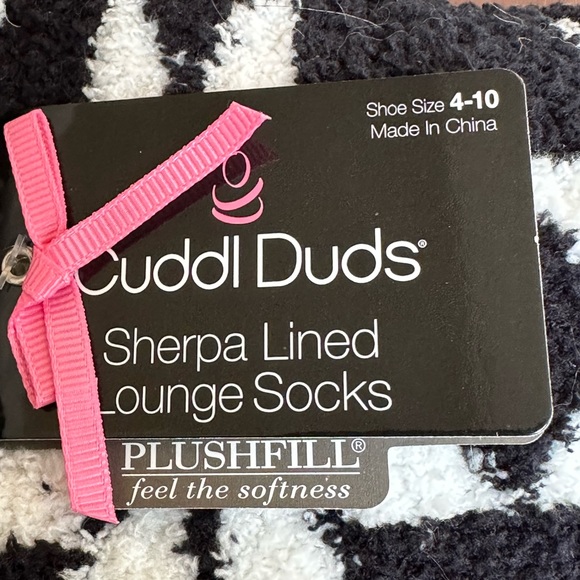 Shoe Size 4-10
Made In China
Cuddl Duds®
Sherpa Lined
Lounge Socks
PLUSHFILL®
feel the softness